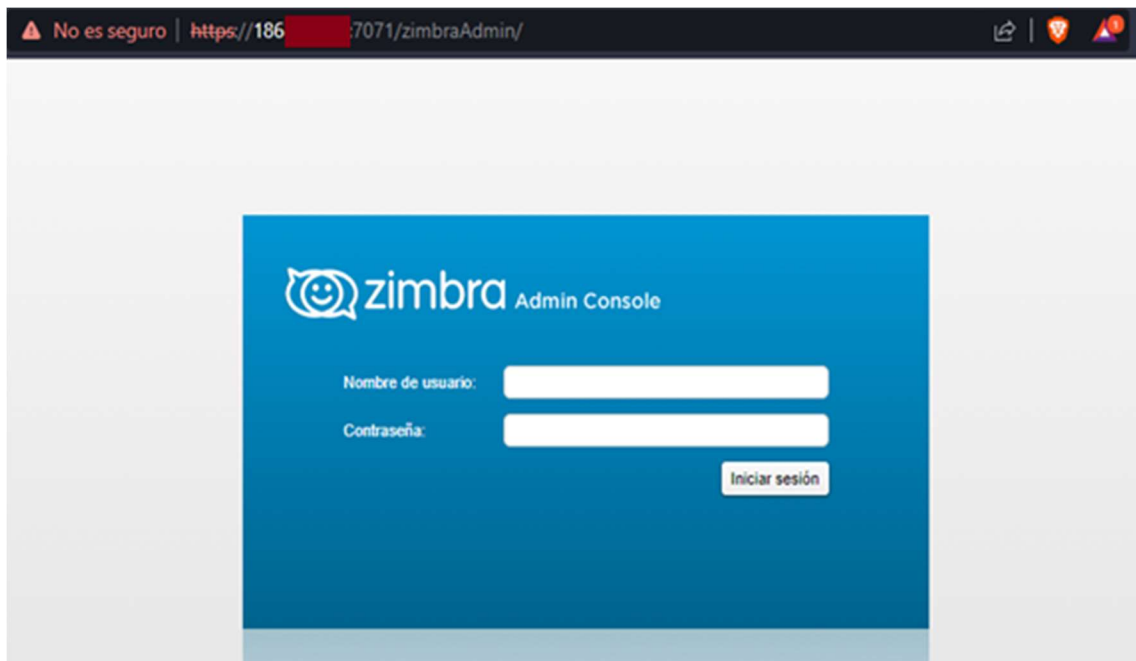 No es seguro | https://186 :7071/zimbraAdmin/
zimbra Admin Console
Nombre de usuario:
Contraseña:
Iniciar sesión